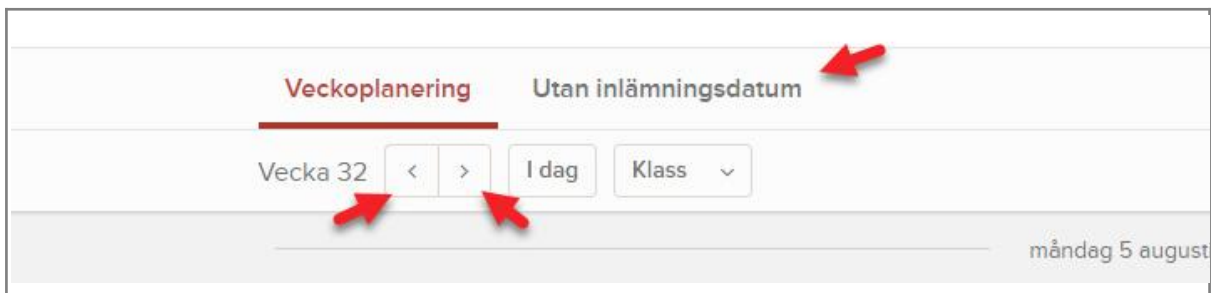 Veckoplanering Utan inlämningsdatum
Vecka 32 < > I dag Klass
måndag 5 august